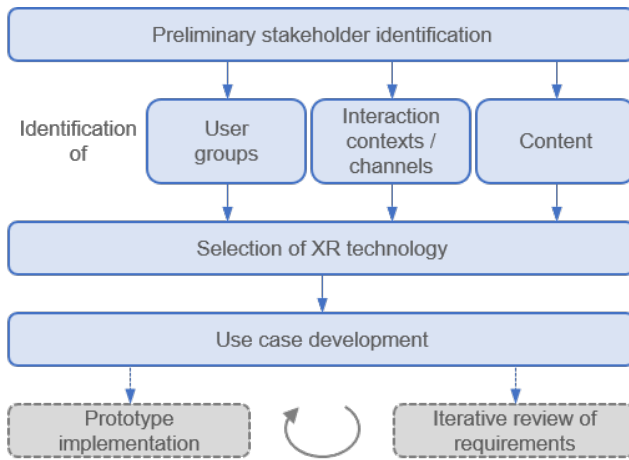 Preliminary stakeholder identification
Identification
of
User
groups
Interaction
contexts /
channels
Content
Selection of XR technology
Use case development
Prototype
implementation
Iterative review of
requirements